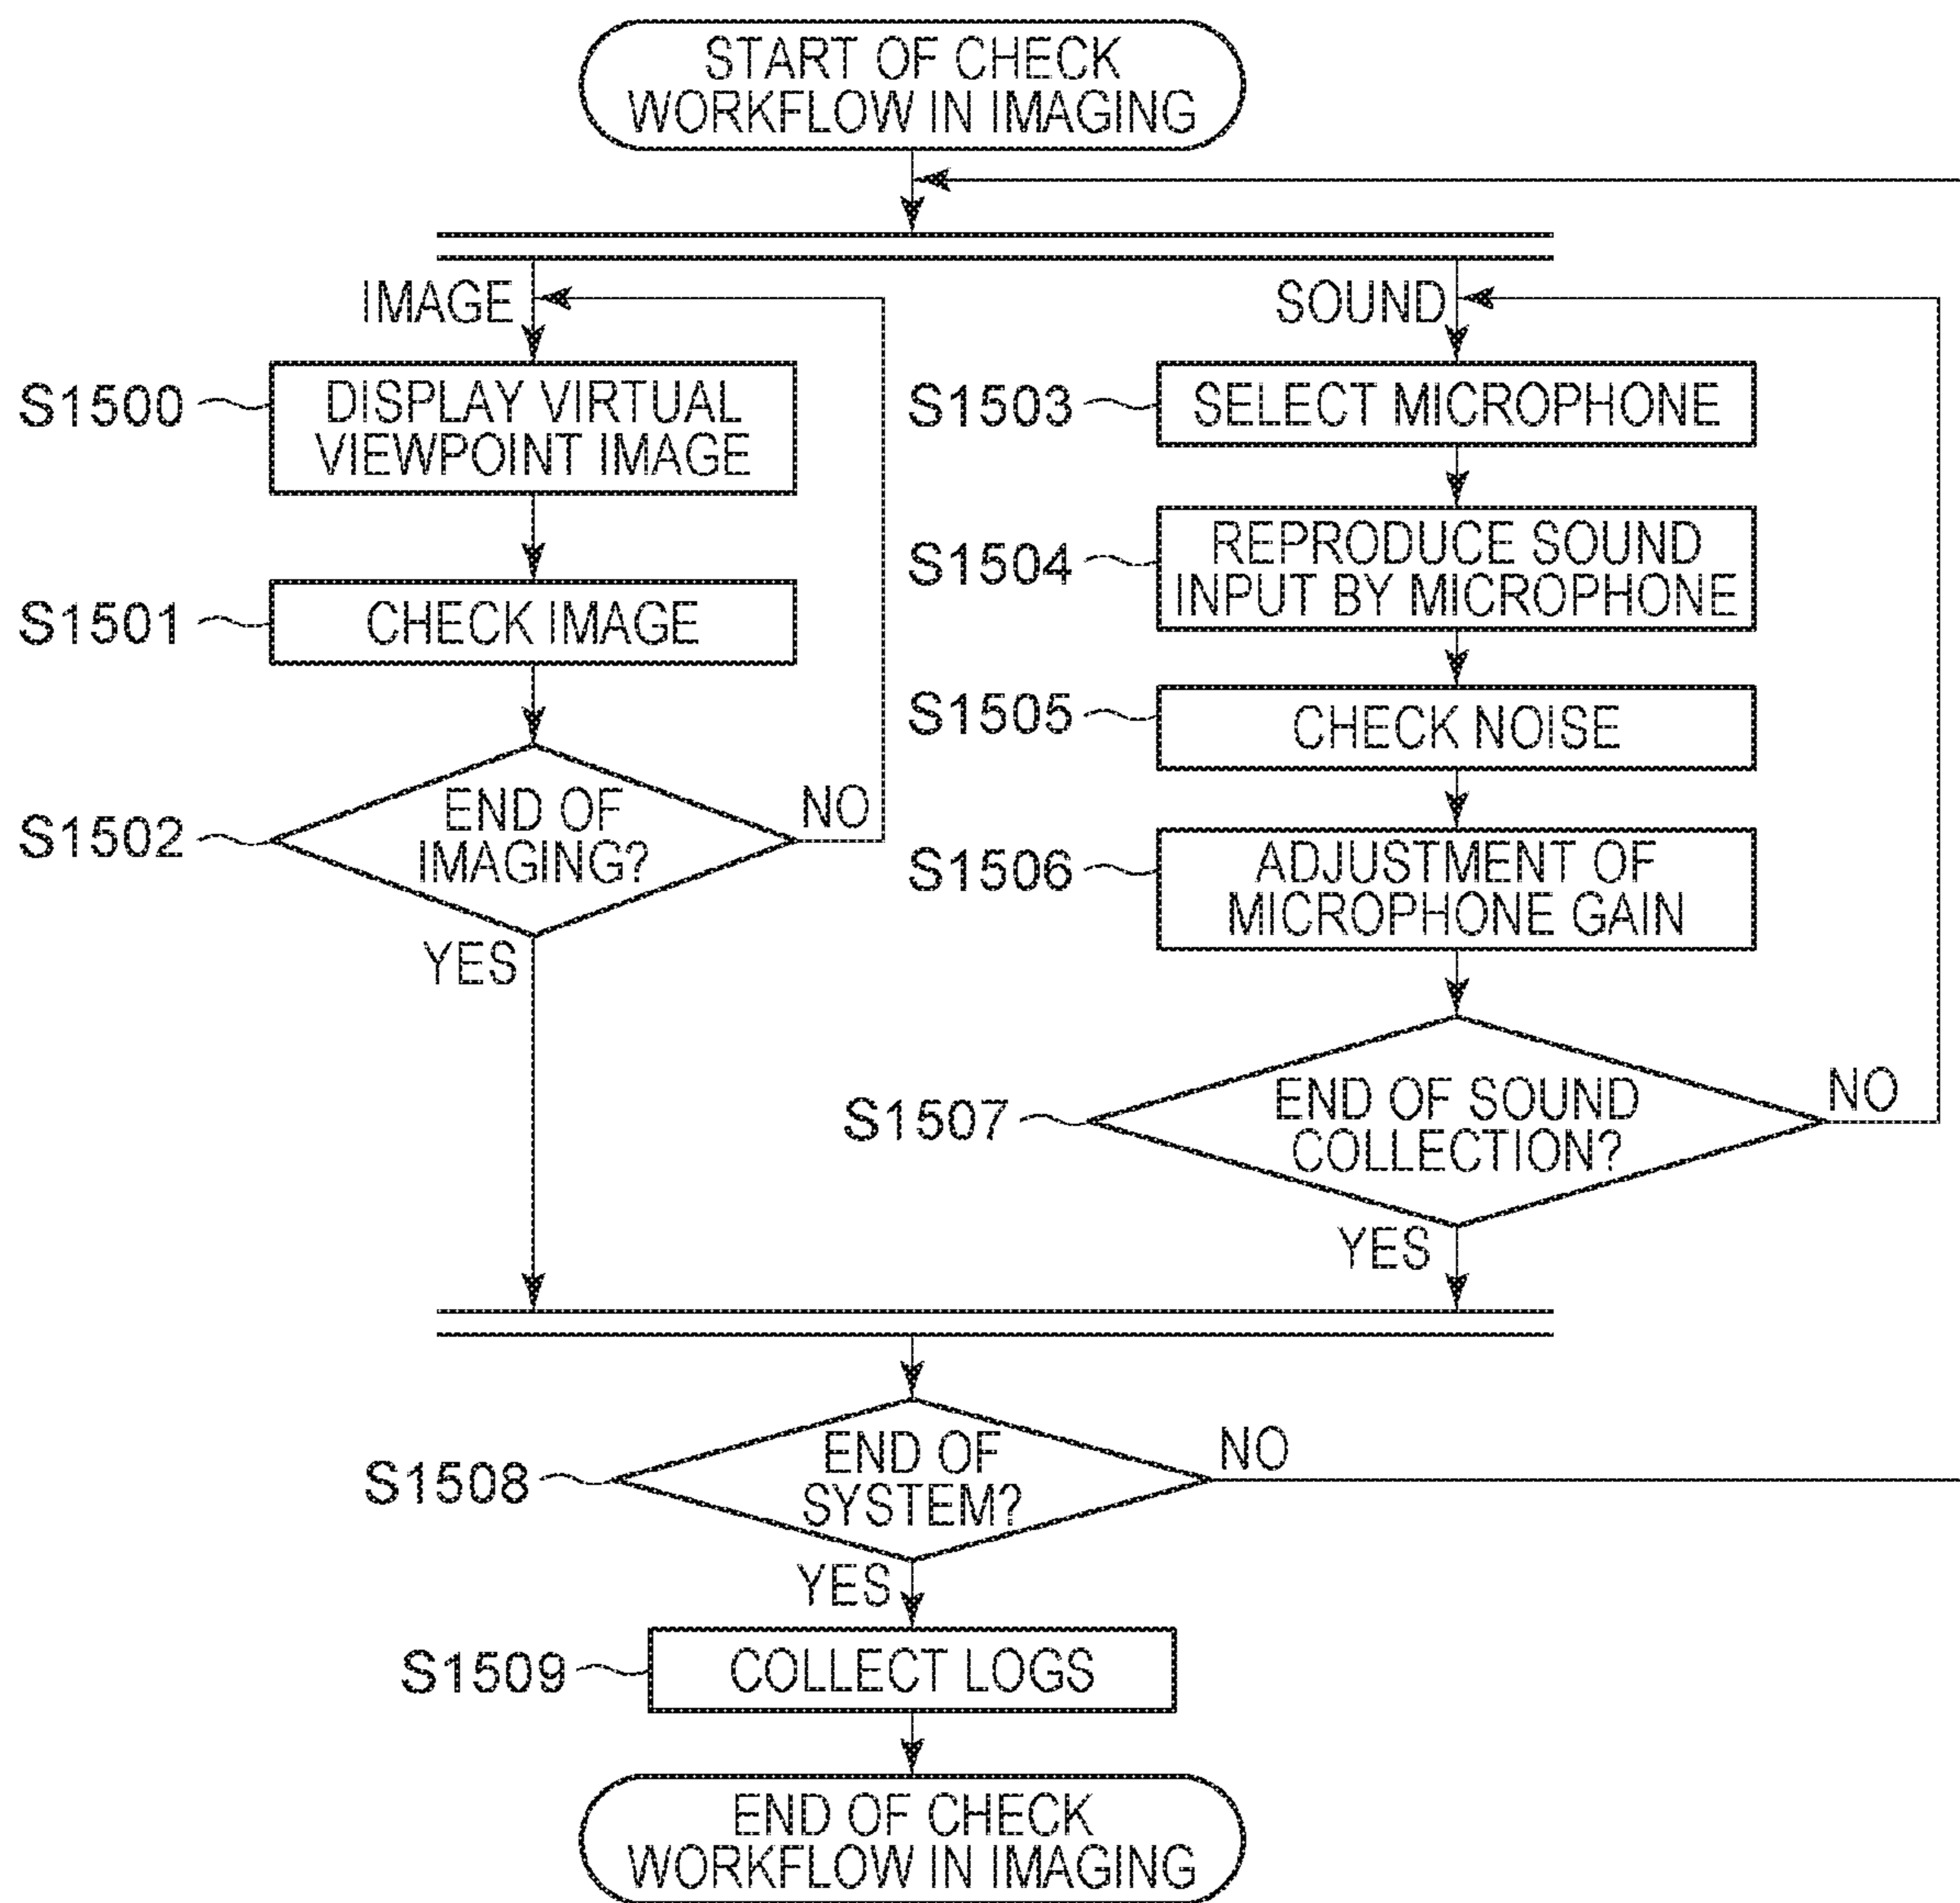 START OF CHECK
WORKFLOW IN IMAGING
IMAGE
S1500
DISPLAY VIRTUAL
VIEWPOINT IMAGE
S1501
CHECK IMAGE
S1502
END OF
IMAGING?
NO
YES
SOUND
S1503
SELECT MICROPHONE
S1504
REPRODUCE SOUND
INPUT BY MICROPHONE
S1505
CHECK NOISE
S1506
ADJUSTMENT OF
MICROPHONE GAIN
S1507
END OF SOUND
COLLECTION?
NO
YES
S1508
END OF
SYSTEM?
NO
YES
S1509
COLLECT LOGS
END OF CHECK
WORKFLOW IN IMAGING